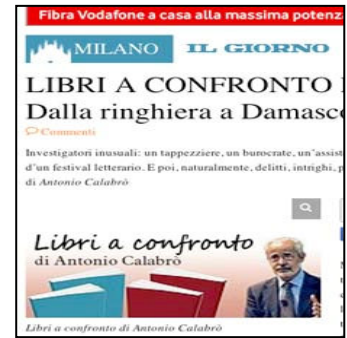 Fibra Vodafone a casa alla massima potenz
MILANO IL GIORNO
LIBRI A CONFRONTO
Dalla ringhiera a Damasc
Commenti
Investigatori inusuali: un tappezziere, un burocrate, un'assist
d'un festival letterario. E poi, naturalmente, delitti, intrighi, p
di Antonio Calabrò
Libri a confronto
di Antonio Calabrò
Libri a confronto di Antonio Calabrò